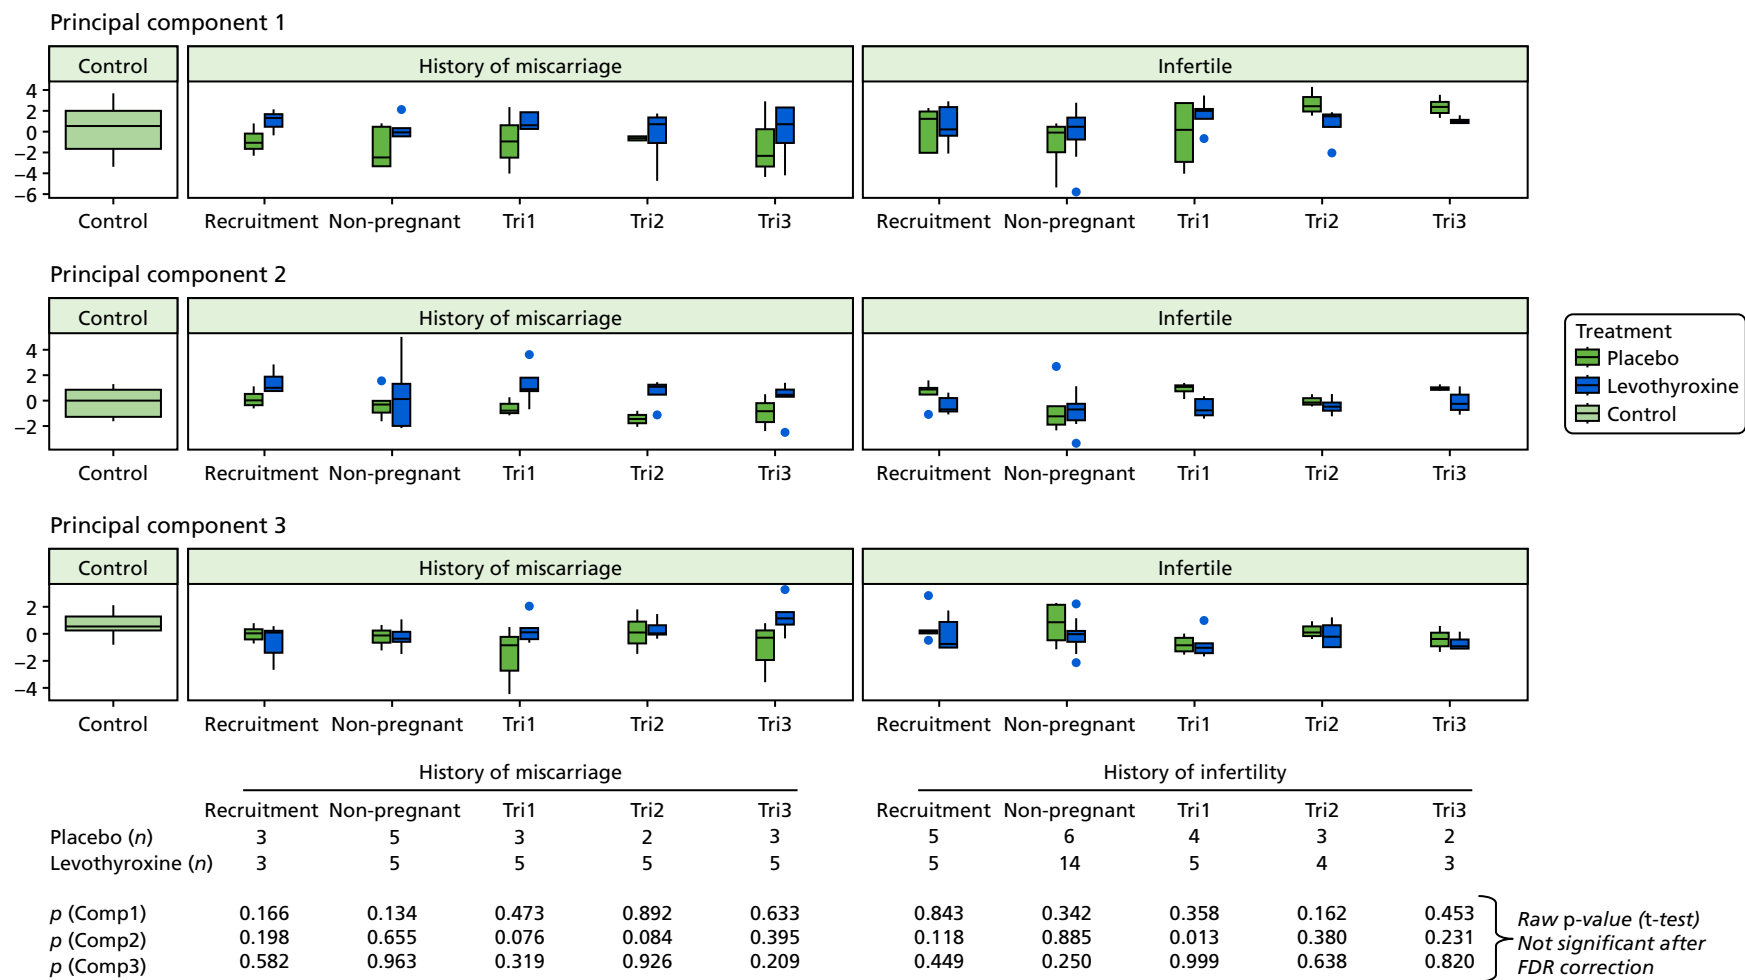 Principal component 1
Control History of miscarriage Infertile
4
2
0
−2
−4
−6
Control Recruitment Non-pregnant Tri1 Tri2 Tri3 Recruitment Non-pregnant Tri1 Tri2 Tri3
Principal component 2
Control History of miscarriage Infertile
4
2
0
−2
Control Recruitment Non-pregnant Tri1 Tri2 Tri3 Recruitment Non-pregnant Tri1 Tri2 Tri3
Treatment
Placebo
Levothyroxine
Control
Principal component 3
Control History of miscarriage Infertile
2
0
−2
−4
Control Recruitment Non-pregnant Tri1 Tri2 Tri3 Recruitment Non-pregnant Tri1 Tri2 Tri3
History of miscarriage History of infertility
Recruitment Non-pregnant Tri1 Tri2 Tri3 Recruitment Non-pregnant Tri1 Tri2 Tri3
Placebo (n) 3 5 3 2 3 5 6 4 3 2
Levothyroxine (n) 3 5 5 5 5 5 14 5 4 3
p (Comp1) 0.166 0.134 0.473 0.892 0.633 0.843 0.342 0.358 0.162 0.453
p (Comp2) 0.198 0.655 0.076 0.084 0.395 0.118 0.885 0.013 0.380 0.231
p (Comp3) 0.582 0.963 0.319 0.926 0.209 0.449 0.250 0.999 0.638 0.820
Raw p-value (t-test)
Not significant after
FDR correction